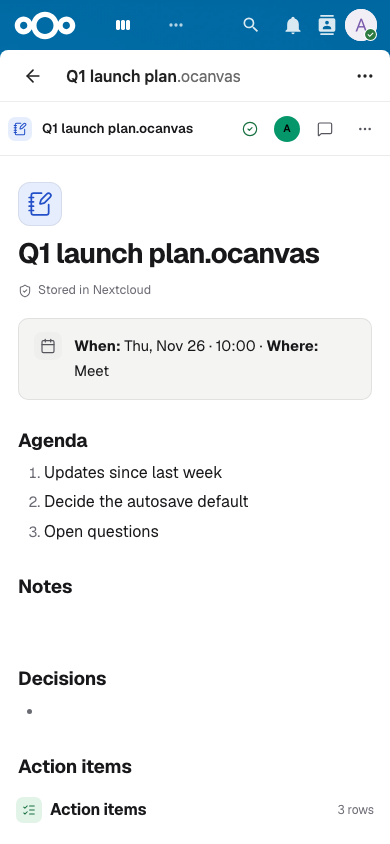 A
Q1 launch plan.ocanvas
Q1 launch plan.ocanvas
A
Q1 launch plan.ocanvas
Stored in Nextcloud
When: Thu, Nov 26 · 10:00 · Where:
Meet
Agenda
1. Updates since last week
2. Decide the autosave default
3. Open questions
Notes
Decisions
•
Action items
Action items
3 rows